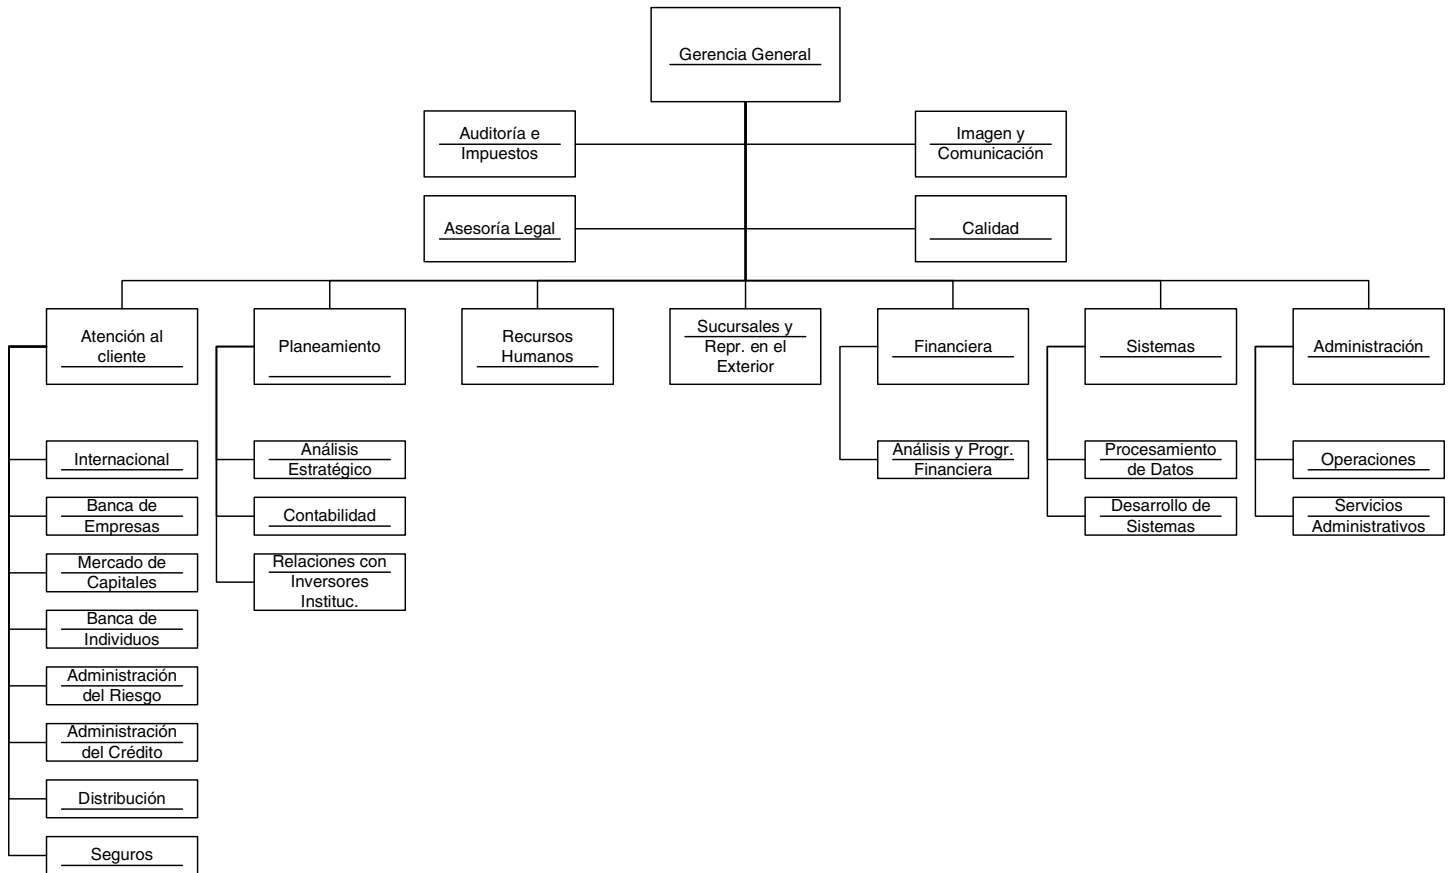 Gerencia General
Auditoría e
Impuestos
Imagen y
Comunicación
Asesoría Legal
Calidad
Atención al
cliente
Planeamiento
Recursos
Humanos
Sucursales y
Repr. en el
Exterior
Financiera
Sistemas
Administración
Internacional
Banca de
Empresas
Mercado de
Capitales
Banca de
Individuos
Administración
del Riesgo
Administración
del Crédito
Distribución
Seguros
Análisis
Estratégico
Contabilidad
Relaciones con
Inversores
Instituc.
Análisis y Progr.
Financiera
Procesamiento
de Datos
Desarrollo de
Sistemas
Operaciones
Servicios
Administrativos